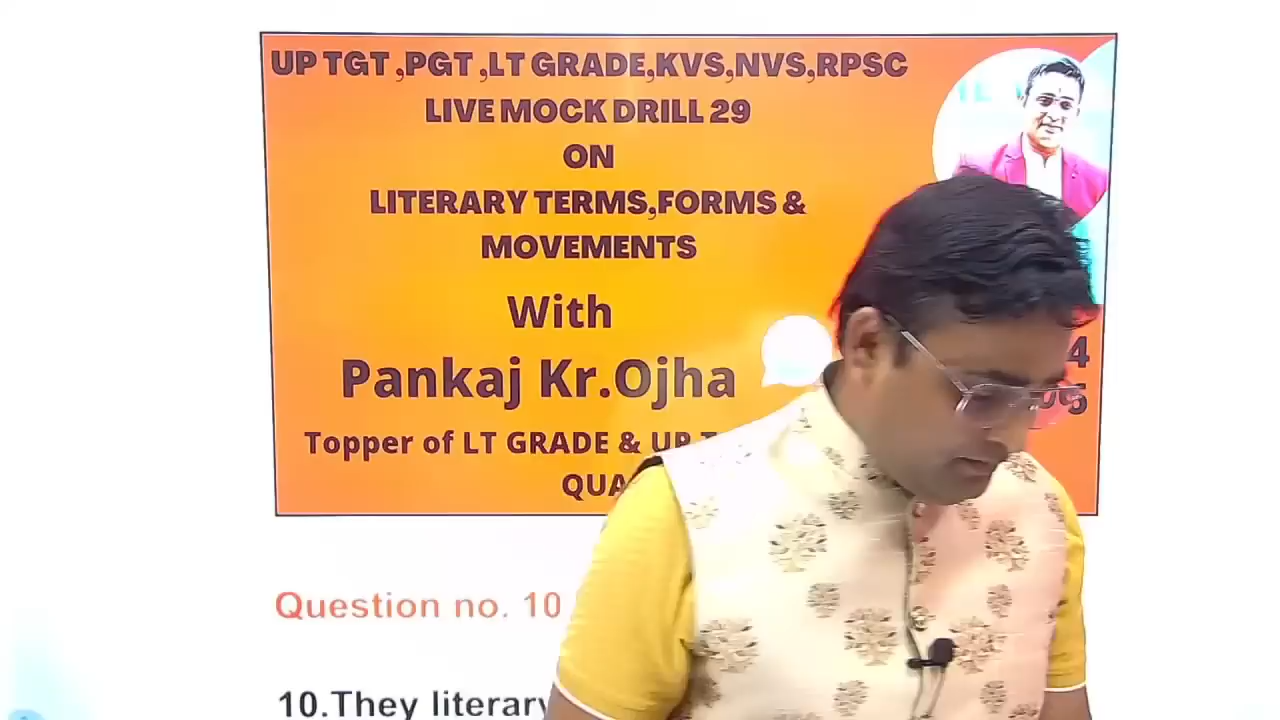 UP TGT ,PGT ,LT GRADE,KVS,NVS,RPSC
LIVE MOCK DRILL 29
ON
LITERARY TERMS,FORMS &
MOVEMENTS
With
Pankaj Kr.Ojha
Topper of LT GRADE & UP
Question no. 10
10.They literary